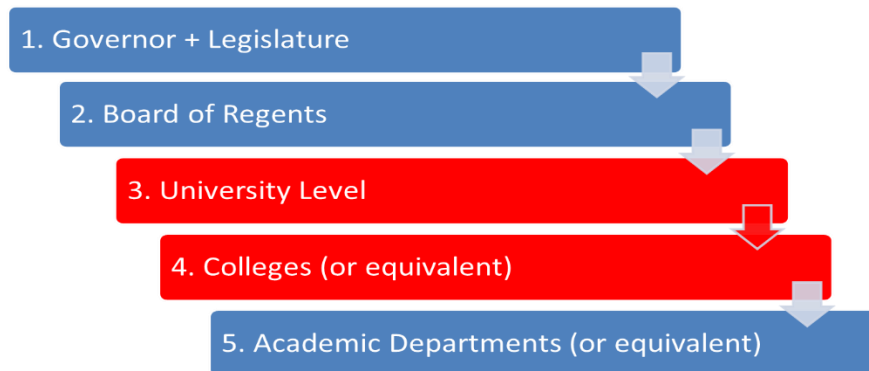 1. Governor + Legislature
2. Board of Regents
3. University Level
4. Colleges (or equivalent)
5. Academic Departments (or equivalent)